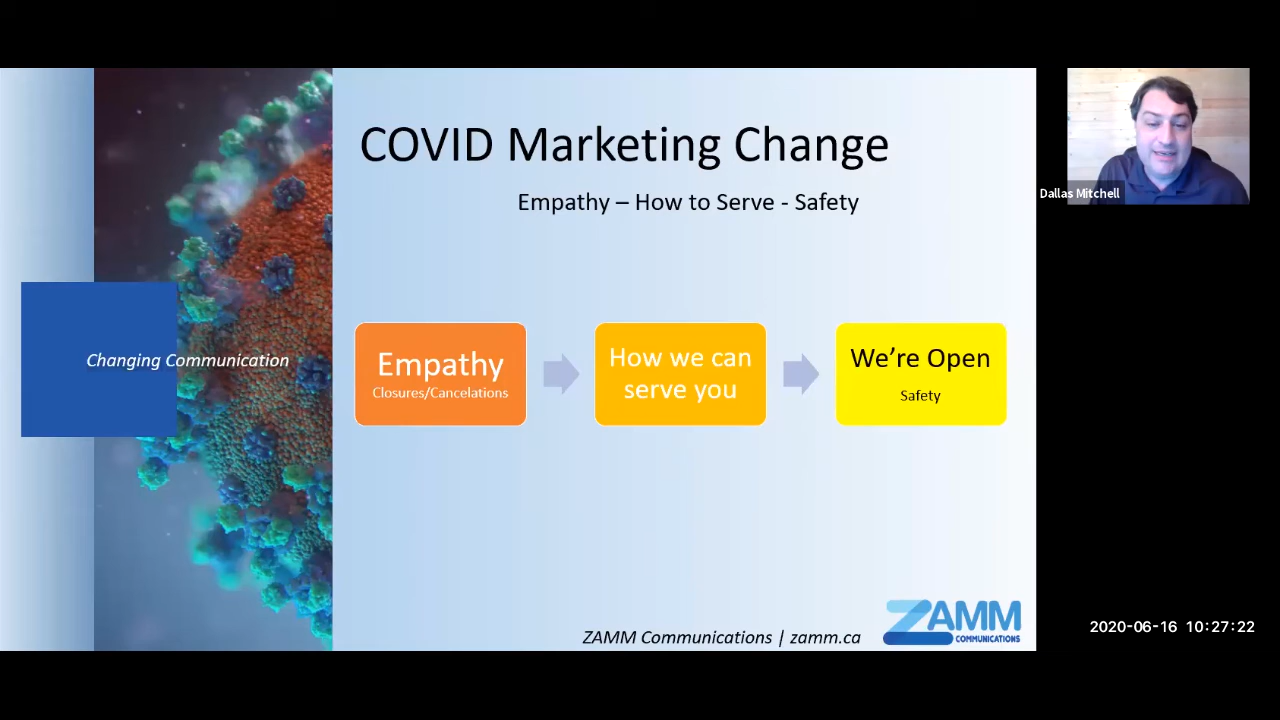 COVID Marketing Change
Empathy – How to Serve - Safety
Changing Communication
Empathy
Closures/Cancelations
How we can
serve you
We're Open
Safety
ZAMM Communications | zamm.ca
ZAMM
COMMUNICATIONS
Dallas Mitchell
2020-06-16 10:27:22